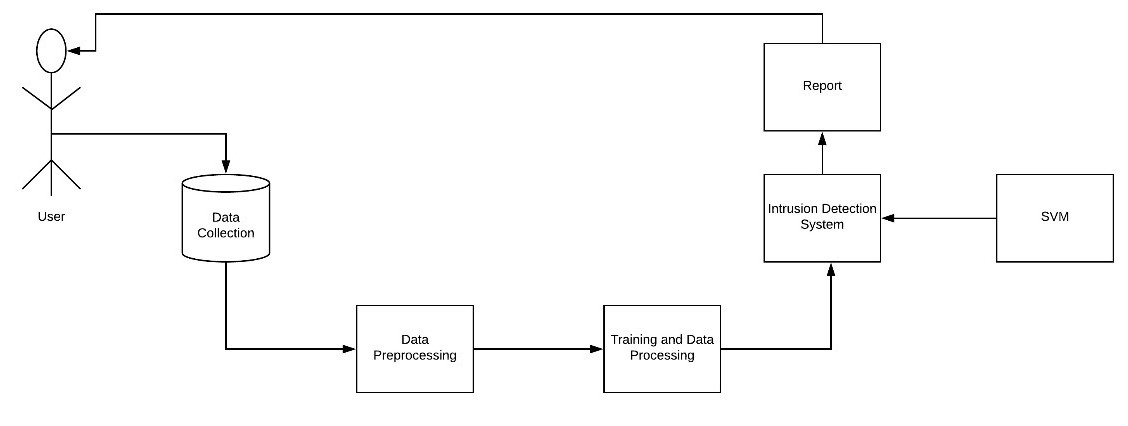 Report
Intrusion Detection
System
SVM
User
Data
Collection
Data
Preprocessing
Training and Data
Processing